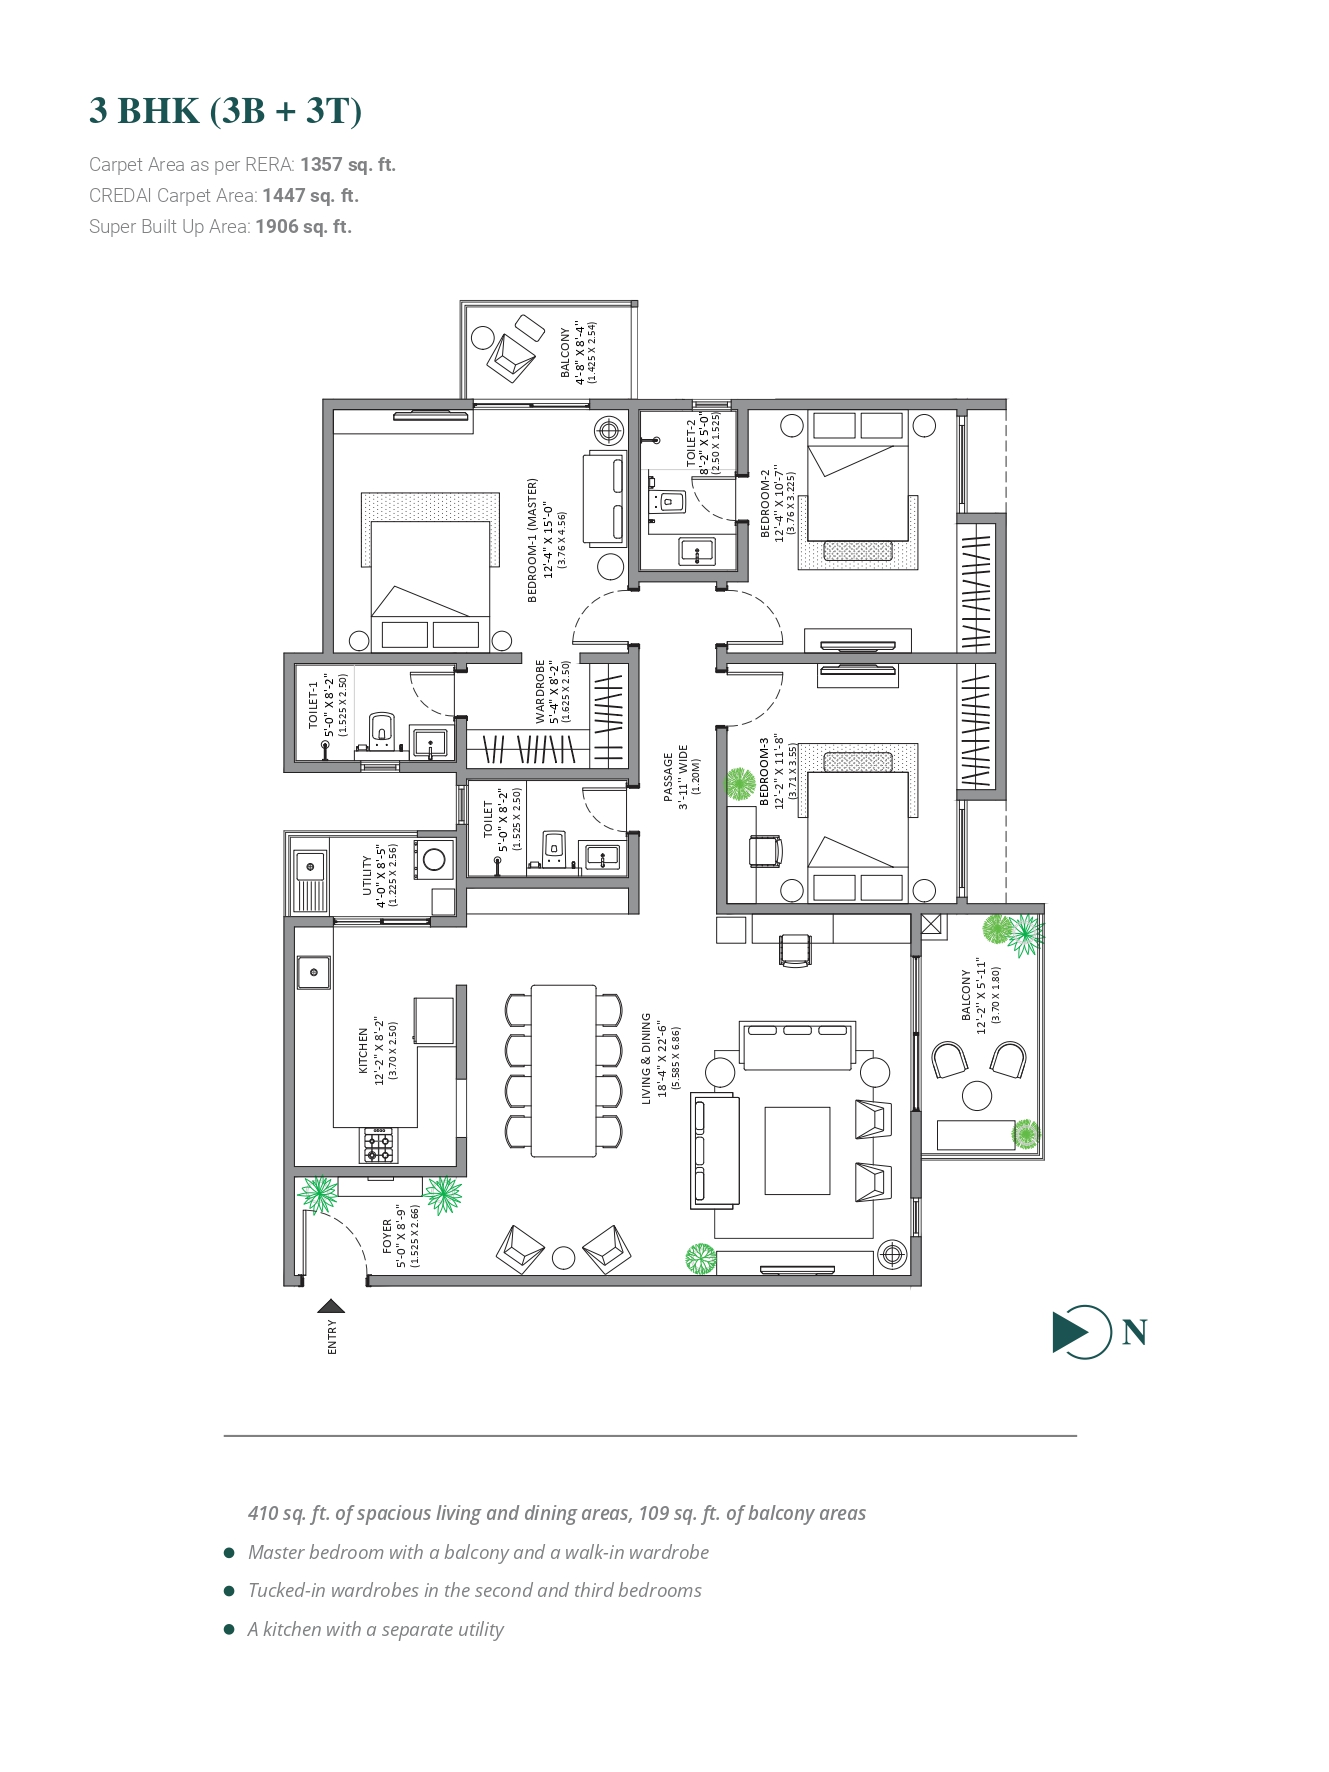 3 BHK (3B + 3T)
Carpet Area as per RERA: 1357 sq. ft.
CREDAI Carpet Area: 1447 sq. ft.
Super Built Up Area: 1906 sq. ft.
BALCONY
4'-8" X 8'-4"
(1.425 X 2.54)
TOILET-2
8'-2" X 5'-0"
(2.50 X 1.525)
BEDROOM-1 (MASTER)
12'-4" X 15'-0"
(3.76 X 4.56)
BEDROOM-2
12'-4" X 10'-7"
(3.76 X 3.225)
TOILET-1
5'-0" X 8'-2"
(1.525 X 2.50)
WARDROBE
5'-4" X 8'-2"
(1.625 X 2.50)
PASSAGE
3'-11" WIDE
(1.20M)
BEDROOM-3
12'-2" X 11'-8"
(3.71 X 3.55)
TOILET
5'-0" X 8'-2"
(1.525 X 2.50)
UTILITY
4'-0" X 8'-5"
(1.225 X 2.56)
KITCHEN
12'-2" X 8'-2"
(3.70 X 2.50)
LIVING & DINING
18'-4" X 22'-6"
(5.585 X 6.86)
BALCONY
12'-2" X 5'-11"
(3.70 X 1.80)
FOYER
5'-0" X 8'-9"
(1.525 X 2.66)
ENTRY
N
410 sq. ft. of spacious living and dining areas, 109 sq. ft. of balcony areas
Master bedroom with a balcony and a walk-in wardrobe
Tucked-in wardrobes in the second and third bedrooms
A kitchen with a separate utility